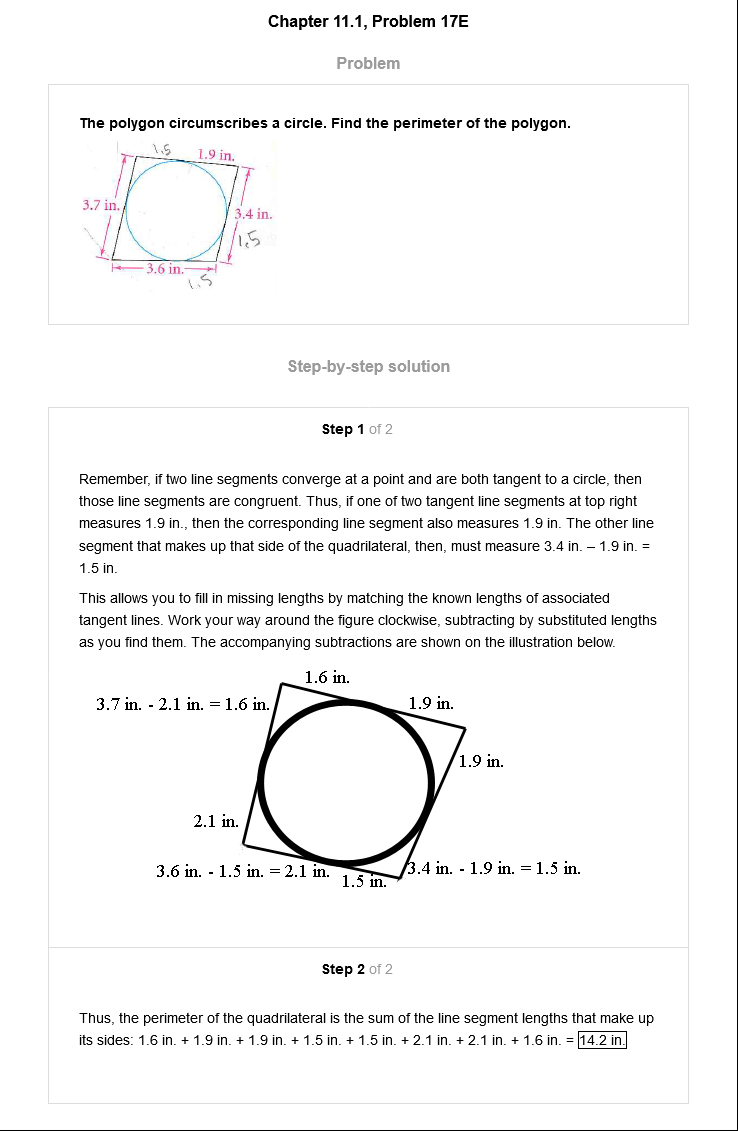 Chapter 11.1, Problem 17E
Problem
The polygon circumscribes a circle. Find the perimeter of the polygon.
1.5
1.9 in.
3.7 in.
3.4 in.
1.5
3.6 in.
1.5
Step-by-step solution
Step 1 of 2
Remember, if two line segments converge at a point and are both tangent to a circle, then
those line segments are congruent. Thus, if one of two tangent line segments at top right
measures 1.9 in., then the corresponding line segment also measures 1.9 in. The other line
segment that makes up that side of the quadrilateral, then, must measure 3.4 in. – 1.9 in. =
1.5 in.
This allows you to fill in missing lengths by matching the known lengths of associated
tangent lines. Work your way around the figure clockwise, subtracting by substituted lengths
as you find them. The accompanying subtractions are shown on the illustration below.
1.6 in.
3.7 in. - 2.1 in. = 1.6 in.
1.9 in.
1.9 in.
2.1 in.
3.6 in. - 1.5 in. = 2.1 in.
1.5 in.
3.4 in. - 1.9 in. = 1.5 in.
Step 2 of 2
Thus, the perimeter of the quadrilateral is the sum of the line segment lengths that make up
its sides: 1.6 in. + 1.9 in. + 1.9 in. + 1.5 in. + 1.5 in. + 2.1 in. + 2.1 in. + 1.6 in. = 14.2 in.